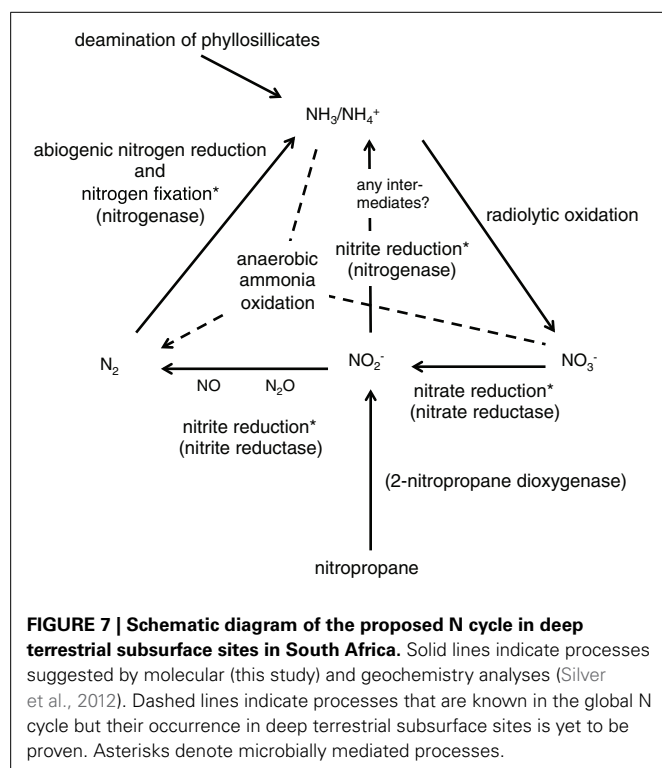 deamination of phyllosillicates
NH₃/NH₄⁺
abiogenic nitrogen reduction
and
nitrogen fixation*
(nitrogenase)
any inter-
mediates?
radiolytic oxidation
nitrite reduction*
(nitrogenase)
anaerobic
ammonia
oxidation
N₂
NO
N₂O
NO₂⁻
NO₃⁻
nitrite reduction*
(nitrite reductase)
nitrate reduction*
(nitrate reductase)
(2-nitropropane dioxygenase)
nitropropane
FIGURE 7 | Schematic diagram of the proposed N cycle in deep
terrestrial subsurface sites in South Africa. Solid lines indicate processes
suggested by molecular (this study) and geochemistry analyses (Silver
et al., 2012). Dashed lines indicate processes that are known in the global N
cycle but their occurrence in deep terrestrial subsurface sites is yet to be
proven. Asterisks denote microbially mediated processes.